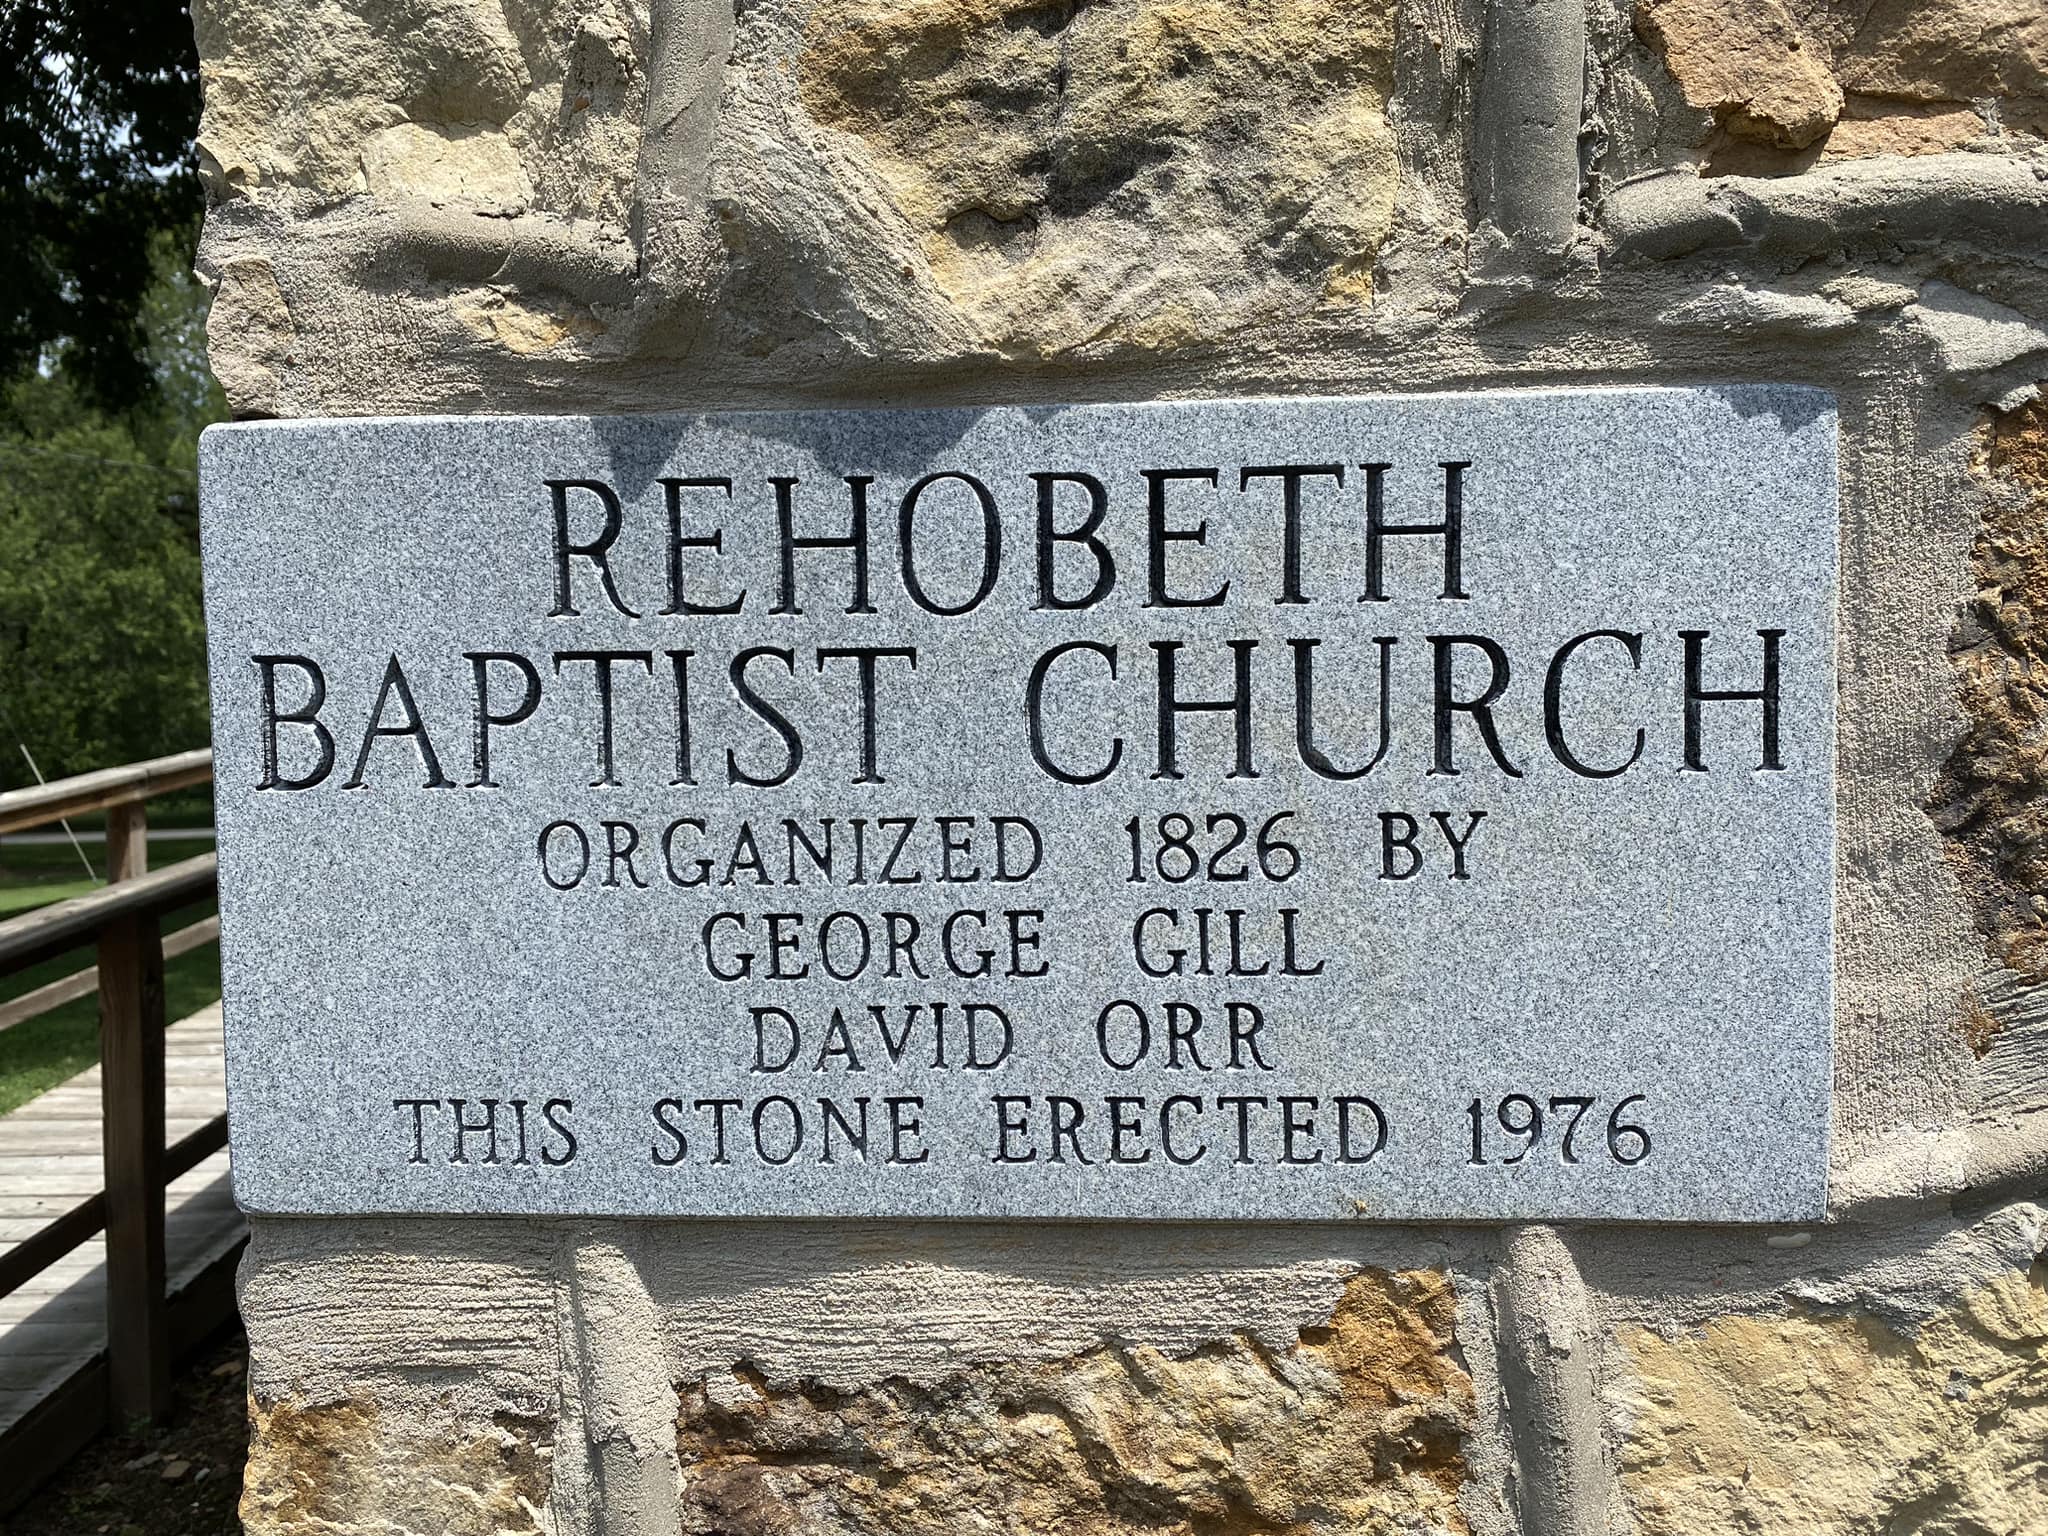 REHOBETH
BAPTIST CHURCH
ORGANIZED 1826 BY
GEORGE GILL
DAVID ORR
THIS STONE ERECTED 1976